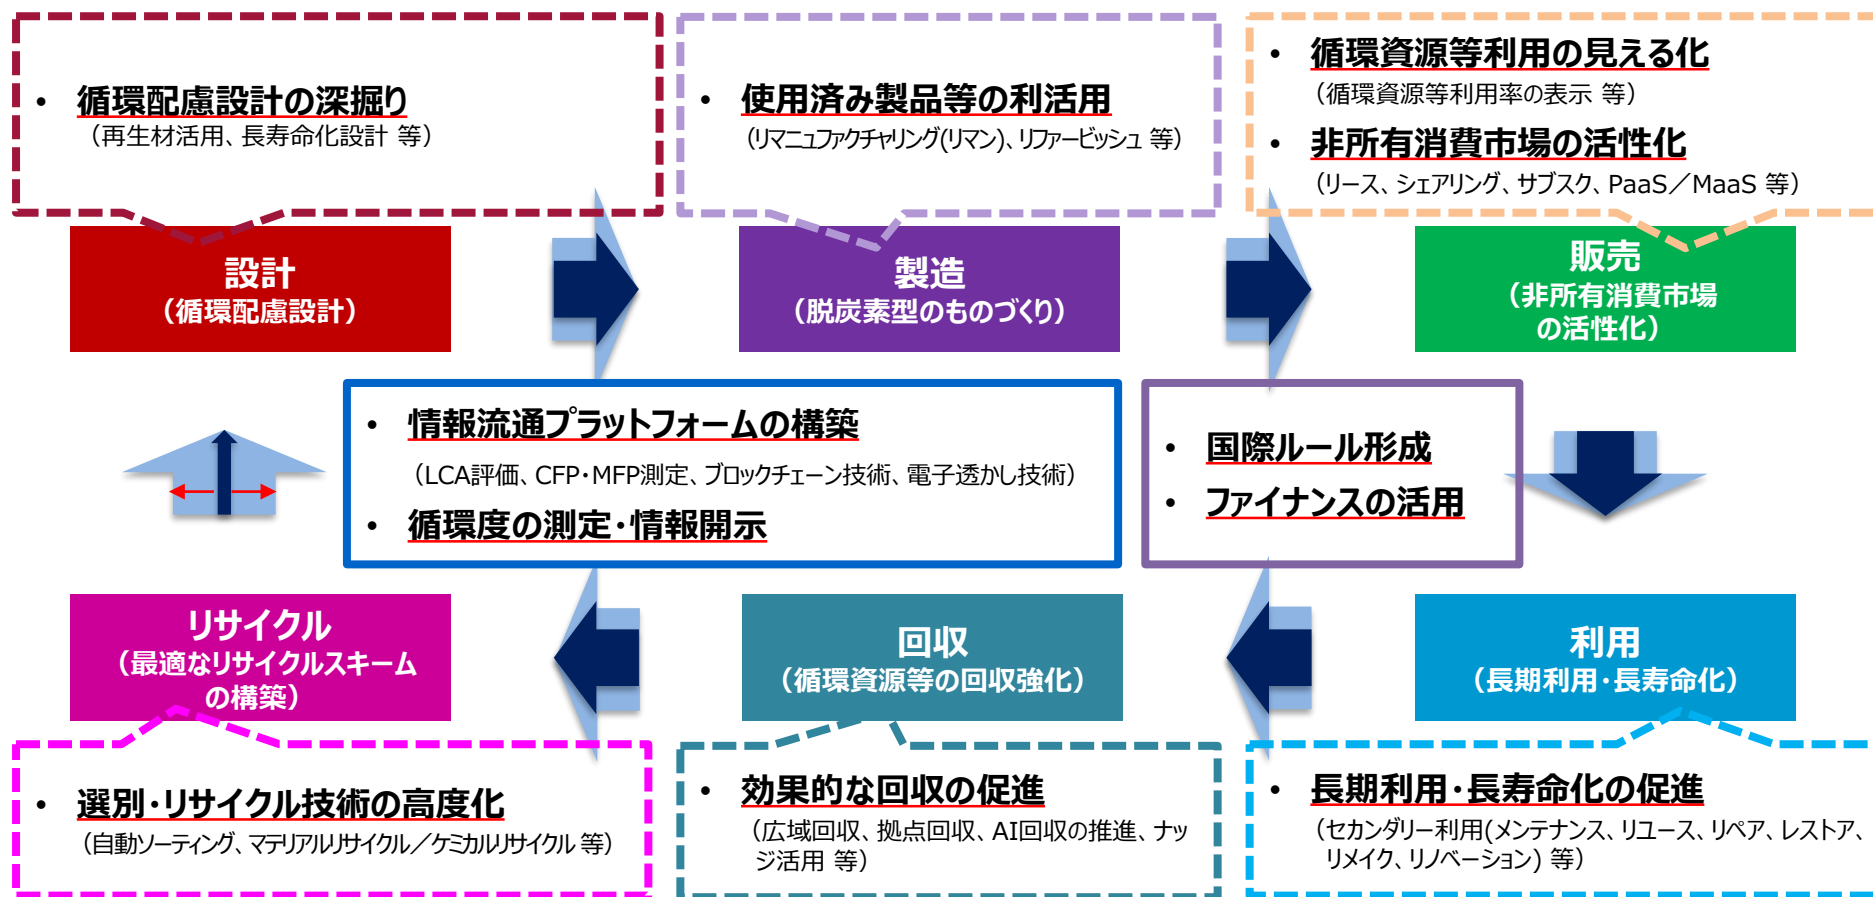 • 循環配慮設計の深掘り
（再生材活用、長寿命化設計 等）
• 使用済み製品等の利活用
（リマニュファクチャリング(リマン)、リファービッシュ 等）
• 循環資源等利用の見える化
（循環資源等利用率の表示 等）
• 非所有消費市場の活性化
（リース、シェアリング、サブスク、PaaS／MaaS 等）
設計
（循環配慮設計）
製造
（脱炭素型のものづくり）
販売
（非所有消費市場
の活性化）
• 情報流通プラットフォームの構築
（LCA評価、CFP・MFP測定、ブロックチェーン技術、電子透かし技術）
• 循環度の測定・情報開示
• 国際ルール形成
• ファイナンスの活用
リサイクル
（最適なリサイクルスキーム
の構築）
回収
（循環資源等の回収強化）
利用
（長期利用・長寿命化）
• 選別・リサイクル技術の高度化
（自動ソーティング、マテリアルリサイクル／ケミカルリサイクル 等）
• 効果的な回収の促進
（広域回収、拠点回収、AI回収の推進、ナッ
ジ活用 等）
• 長期利用・長寿命化の促進
（セカンダリー利用(メンテナンス、リユース、リペア、レストア、
リメイク、リノベーション) 等）